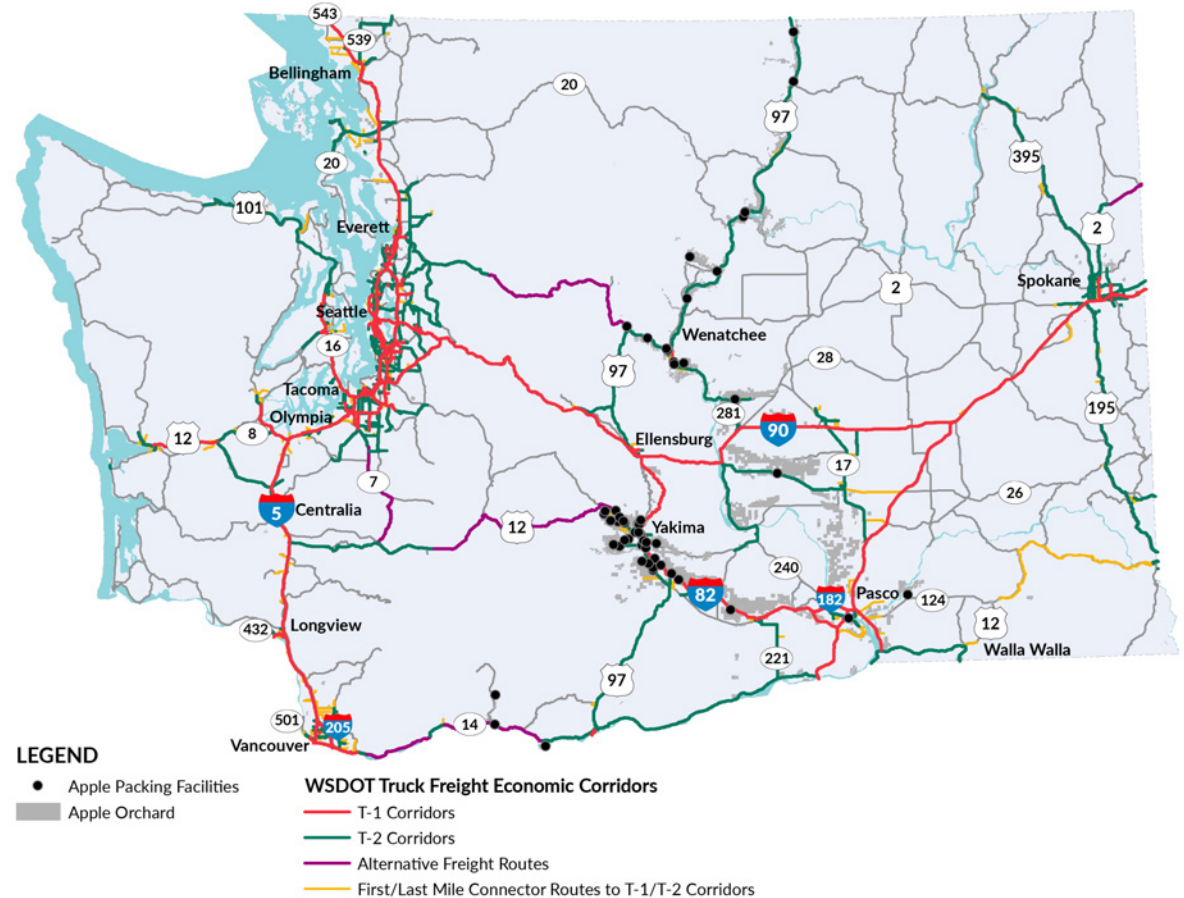 543
539
Bellingham
20
97
20
395
101
2
Everett
Spokane
2
Seattle
Wenatchee
16
28
97
Tacoma
281
195
Olympia
90
12
8
Ellensburg
17
7
26
5
Centralia
12
Yakima
240
82
182
Pasco
124
12
432
Longview
Walla Walla
221
97
501
205
14
Vancouver
LEGEND
Apple Packing Facilities
Apple Orchard
WSDOT Truck Freight Economic Corridors
T-1 Corridors
T-2 Corridors
Alternative Freight Routes
First/Last Mile Connector Routes to T-1/T-2 Corridors